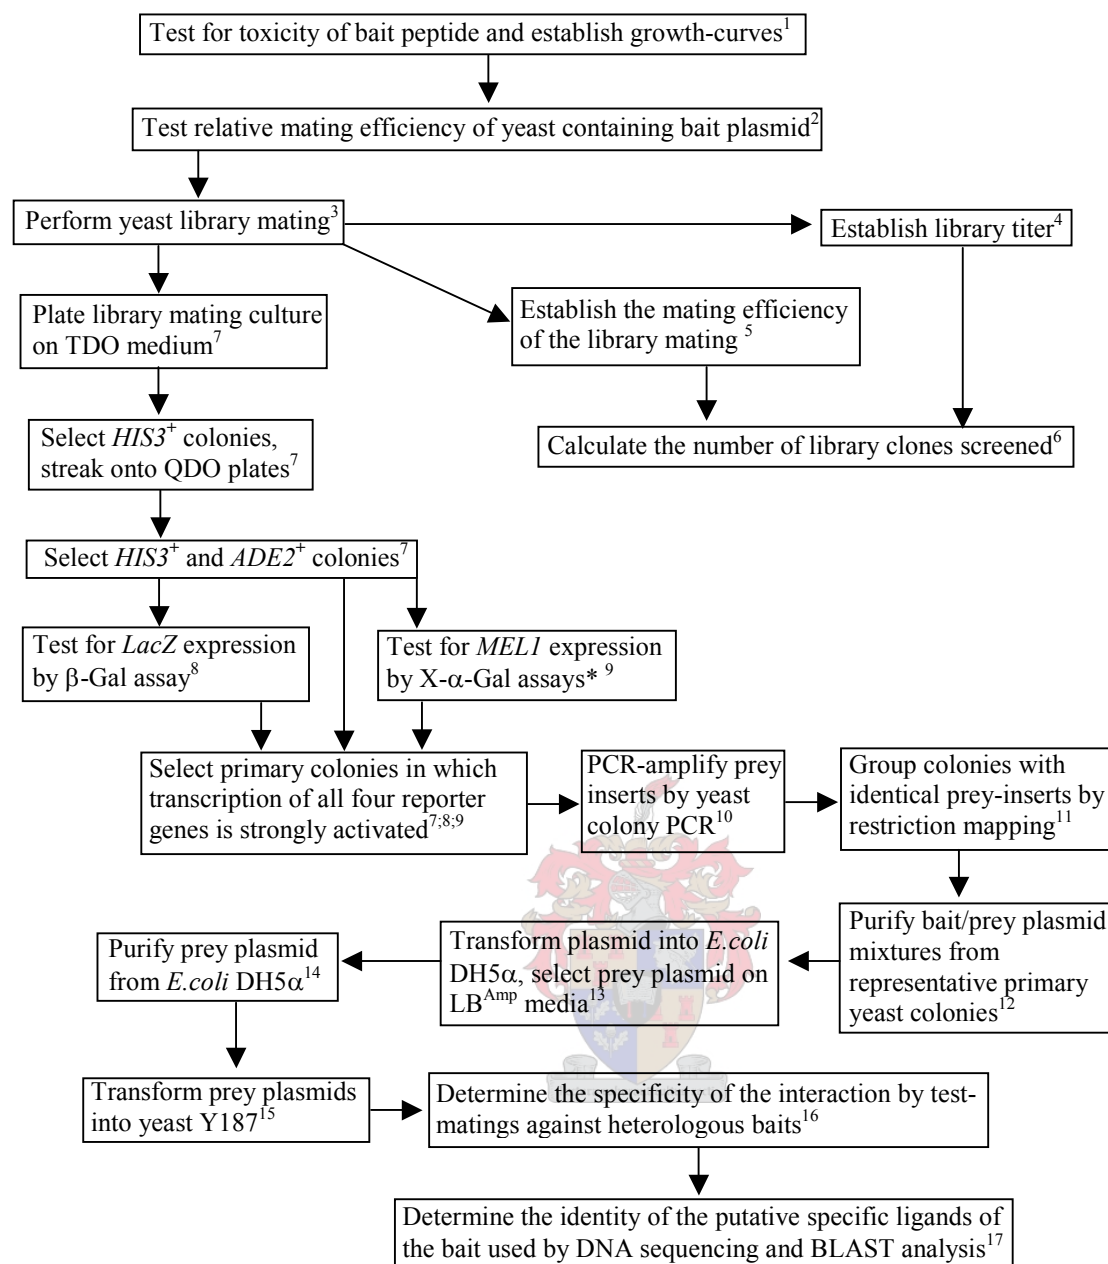 Test for toxicity of bait peptide and establish growth-curves¹
Test relative mating efficiency of yeast containing bait plasmid²
Perform yeast library mating³
Establish library titer⁴
Plate library mating culture
on TDO medium⁷
Establish the mating efficiency
of the library mating ⁵
Select HIS3⁺ colonies,
streak onto QDO plates⁷
Calculate the number of library clones screened⁶
Select HIS3⁺ and ADE2⁺ colonies⁷
Test for LacZ expression
by β-Gal assay⁸
Test for MEL1 expression
by X-α-Gal assays* ⁹
Select primary colonies in which
transcription of all four reporter
genes is strongly activated⁷;⁸;⁹
PCR-amplify prey
inserts by yeast
colony PCR¹⁰
Group colonies with
identical prey-inserts by
restriction mapping¹¹
Purify bait/prey plasmid
mixtures from
representative primary
yeast colonies¹²
Transform plasmid into E.coli
DH5α, select prey plasmid on
LBᴬᵐᵖ media¹³
Purify prey plasmid
from E.coli DH5α¹⁴
Transform prey plasmids
into yeast Y187¹⁵
Determine the specificity of the interaction by test-
matings against heterologous baits¹⁶
Determine the identity of the putative specific ligands of
the bait used by DNA sequencing and BLAST analysis¹⁷